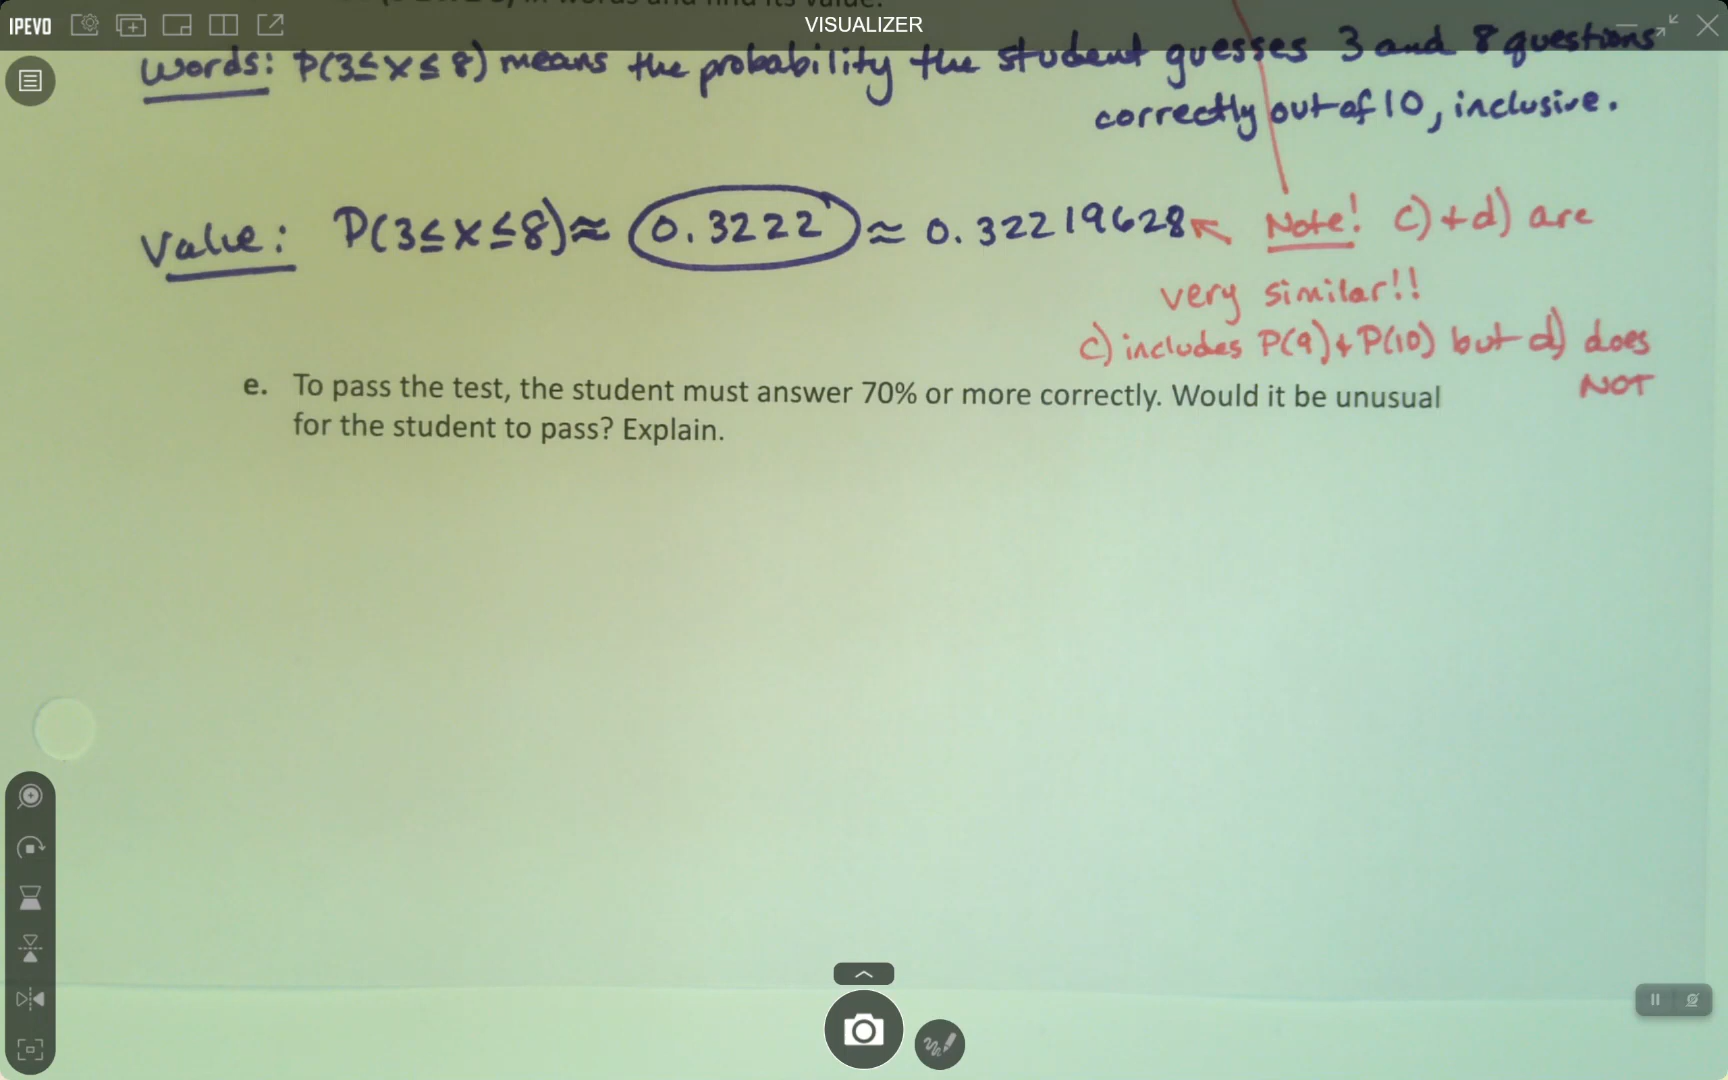 IPEVO
VISUALIZER
Words: P(3≤x≤8) means the probability the student guesses 3 and 8 questions
correctly out of 10, inclusive.
Value: P(3≤x≤8)≈ 0.3222 ≈ 0.32219628 Note! c) + d) are
very similar!!
c) includes P(9) + P(10) but d) does
NOT
e. To pass the test, the student must answer 70% or more correctly. Would it be unusual
for the student to pass? Explain.